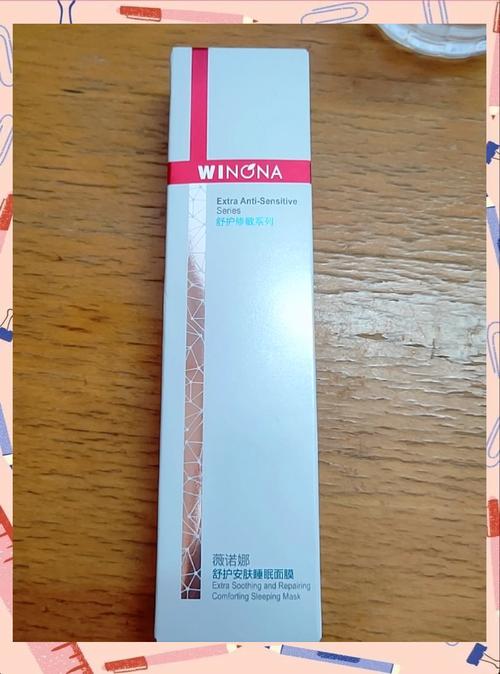 WINONA
Extra Anti-Sensitive
Series
舒护修敏系列
薇诺娜
舒护安肤睡眠面膜
Extra Soothing and Repairing
Comforting Sleeping Mask